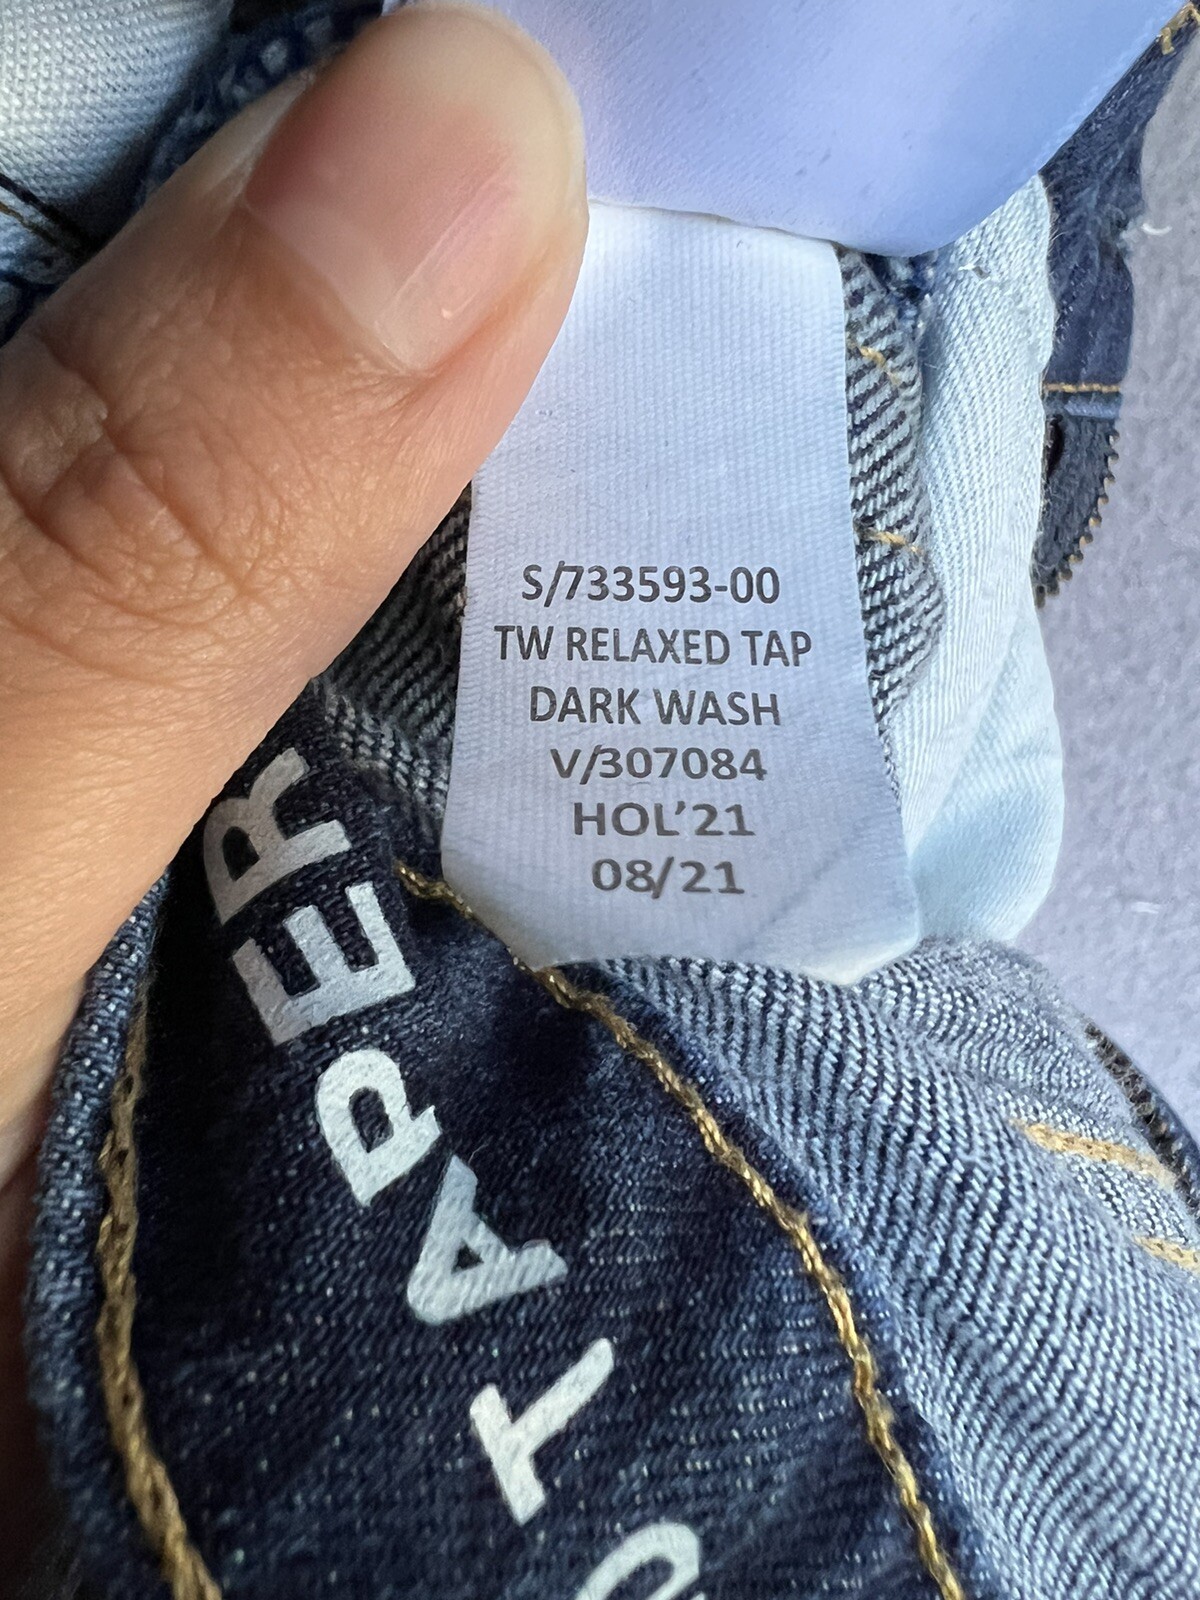 S/733593-00
TW RELAXED TAP
DARK WASH
V/307084
HOL'21
08/21
TAPER